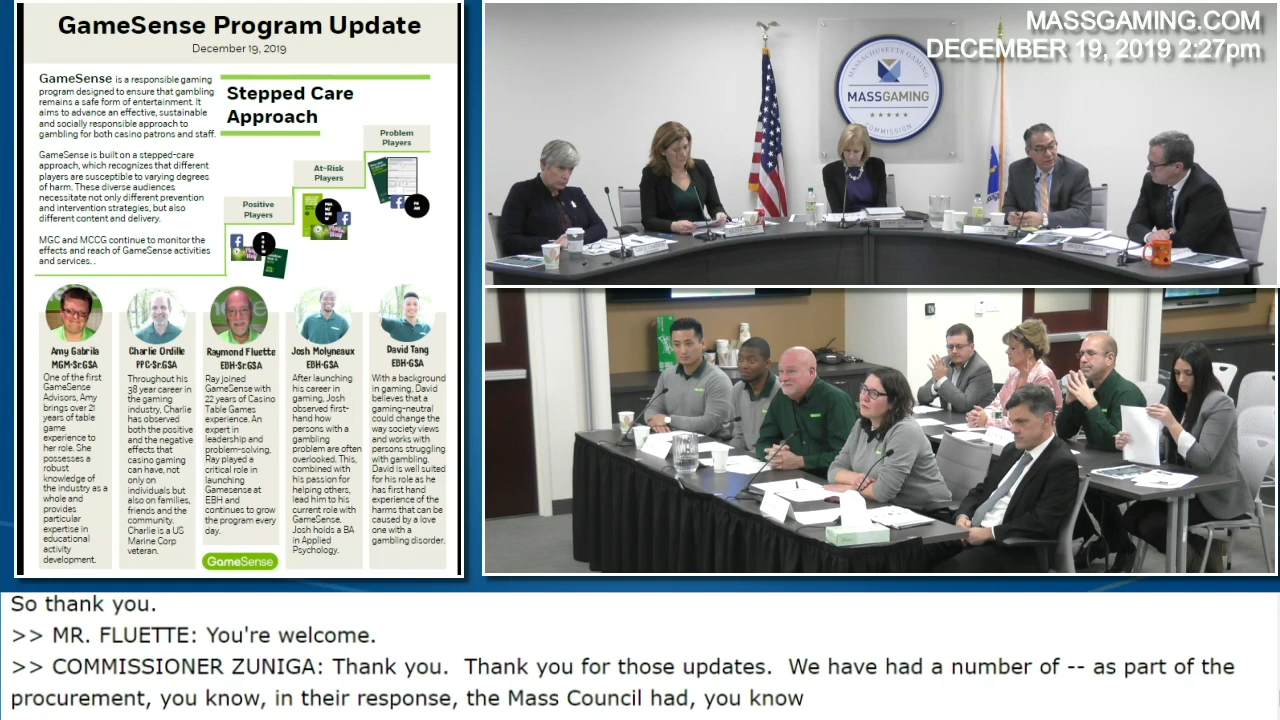 GameSense Program Update
December 19, 2019
GameSense is a responsible gaming
program designed to ensure that gambling
remains a safe form of entertainment. It
aims to advance an effective, sustainable
and socially responsible approach to
gambling for both casino patrons and staff.
GameSense is built on a stepped-care
approach, which recognizes that different
players are susceptible to varying degrees
of harm. These diverse audiences
necessitate not only different prevention
and intervention strategies, but also
different content and delivery.
MGC and MCCG continue to monitor the
effects and reach of GameSense activities
and services. .
Stepped Care
Approach
Problem
Players
At-Risk
Players
Positive
Players
Amy Gabrila
MGM-Sr.GSA
One of the first
GameSense
Advisors, Amy
brings over 21
years of table
game
experience to
her role. She
possesses a
robust
knowledge of
the industry as a
whole and
provides
particular
expertise in
educational
activity
development.
Charlie Ordille
PPC-Sr.GSA
Throughout his
38 year career in
the gaming
industry, Charlie
has observed
both the positive
and the negative
effects that
casino gaming
can have, not
only on
individuals but
also on families,
friends and the
community.
Charlie is a US
Marine Corp
veteran.
Raymond Fluette
EBH-Sr.GSA
Ray joined
GameSense with
22 years of Casino
Table Games
experience. An
expert in
leadership and
problem-solving,
Ray played a
critical role in
launching
Gamesense at
EBH and
continues to grow
the program every
day.
GameSense
Josh Molyneaux
EBH-GSA
After launching
his career in
gaming, Josh
observed first-
hand how
persons with a
gambling
problem are often
overlooked. This,
combined with
his passion for
helping others,
lead him to his
current role with
GameSense.
Josh holds a BA
in Applied
Psychology.
David Tang
EBH-GSA
With a background
in gaming, David
believes that a
gaming-neutral
could change the
way society views
and works with
persons struggling
with gambling.
David is well suited
for his role as he
has first hand
experience of the
harms that can be
caused by a love
one with a
gambling disorder.
MASSGAMING.COM
DECEMBER 19, 2019 2:27pm
MASSACHUSETTS GAMING
MASSGAMING
COMMISSION
So thank you.
>> MR. FLUETTE: You're welcome.
>> COMMISSIONER ZUNIGA: Thank you.  Thank you for those updates.  We have had a number of -- as part of the
procurement, you know, in their response, the Mass Council had, you know